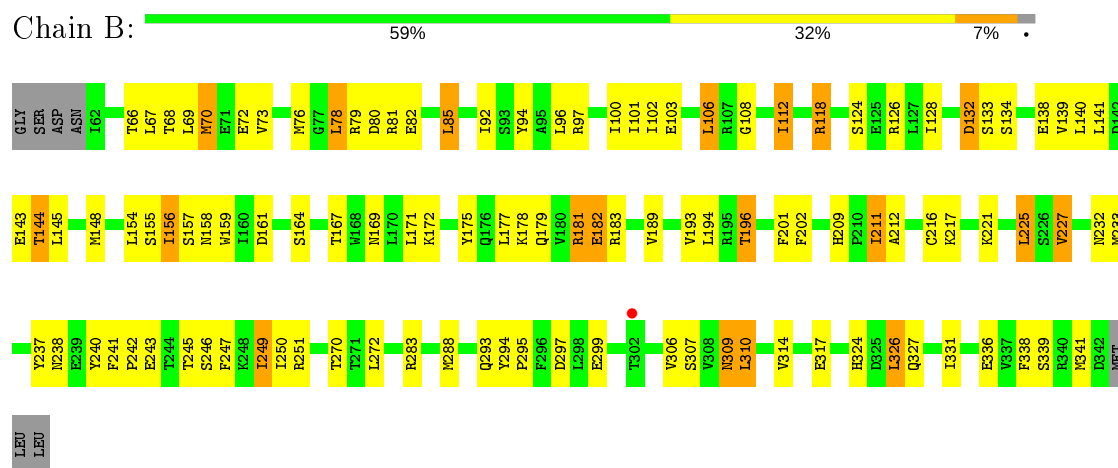 Chain B:
59% 32% 7% •
GLY SER ASP ASN I62 T66 L67 T68 L69 M70 E71 E72 V73 M76 G77 L78 R79 D80 R81 E82 L85 I92 S93 Y94 A95 L96 R97 I100 I101 I102 E103 L106 R107 G108 I112 R118 S124 E125 R126 L127 I128 D132 S133 S134 E138 V139 L140 L141 D142
E143 T144 L145 M148 L154 S155 I156 S157 N158 W159 I160 D161 S164 T167 W168 N169 L170 L171 K172 Y175 Q176 L177 K178 Q179 V180 R181 E182 R183 V189 V193 L194 R195 T196 F201 F202 H209 P210 I211 A212 C216 K217 K221 L225 S226 V227 N232 M233
Y237 N238 E239 Y240 F241 P242 E243 T244 T245 S246 F247 K248 I249 I250 R251 T270 T271 L272 R283 M288 Q293 Y294 P295 F296 D297 L298 E299 T302 V306 S307 V308 N309 L310 V314 E317 H324 D325 L326 Q327 I331 E336 V337 F338 S339 R340 M341 D342 MET
LEU LEU